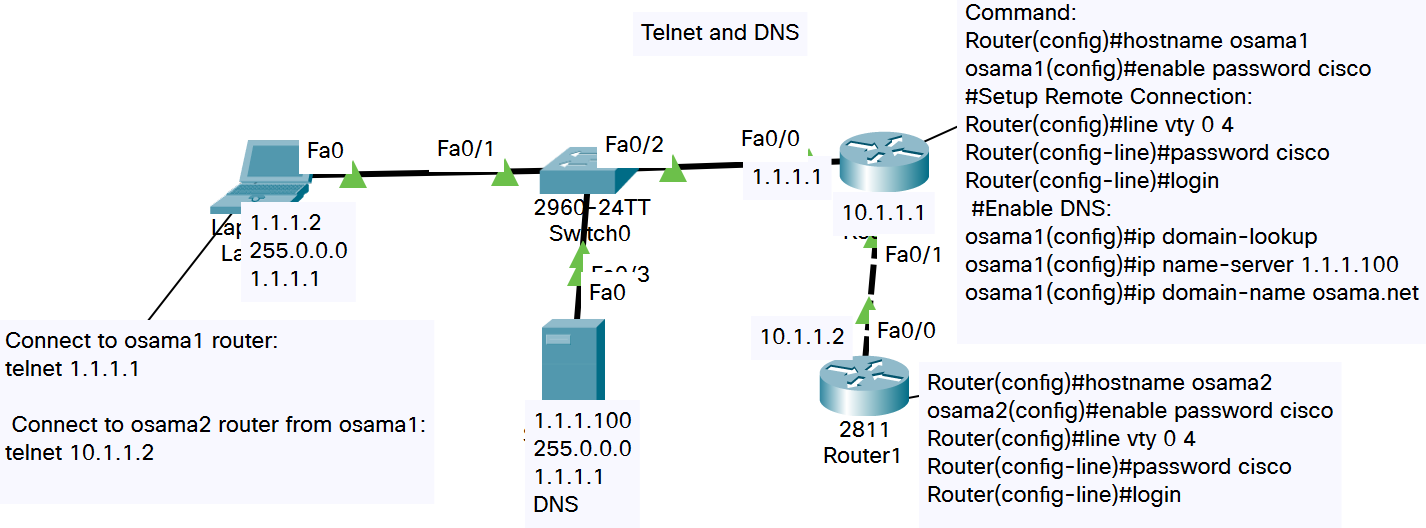 Telnet and DNS
Command:
Router(config)#hostname osama1
osama1(config)#enable password cisco
#Setup Remote Connection:
Router(config)#line vty 0 4
Router(config-line)#password cisco
Router(config-line)#login
#Enable DNS:
osama1(config)#ip domain-lookup
osama1(config)#ip name-server 1.1.1.100
osama1(config)#ip domain-name osama.net
Fa0
Fa0/1
Fa0/2
Fa0/0
1.1.1.1
10.1.1.1
Fa0/1
2960-24TT
Switch0
1.1.1.2
255.0.0.0
1.1.1.1
Fa0/3
Fa0
10.1.1.2
Fa0/0
2811
Router1
Connect to osama1 router:
telnet 1.1.1.1
Connect to osama2 router from osama1:
telnet 10.1.1.2
1.1.1.100
255.0.0.0
1.1.1.1
DNS
Router(config)#hostname osama2
osama2(config)#enable password cisco
Router(config)#line vty 0 4
Router(config-line)#password cisco
Router(config-line)#login